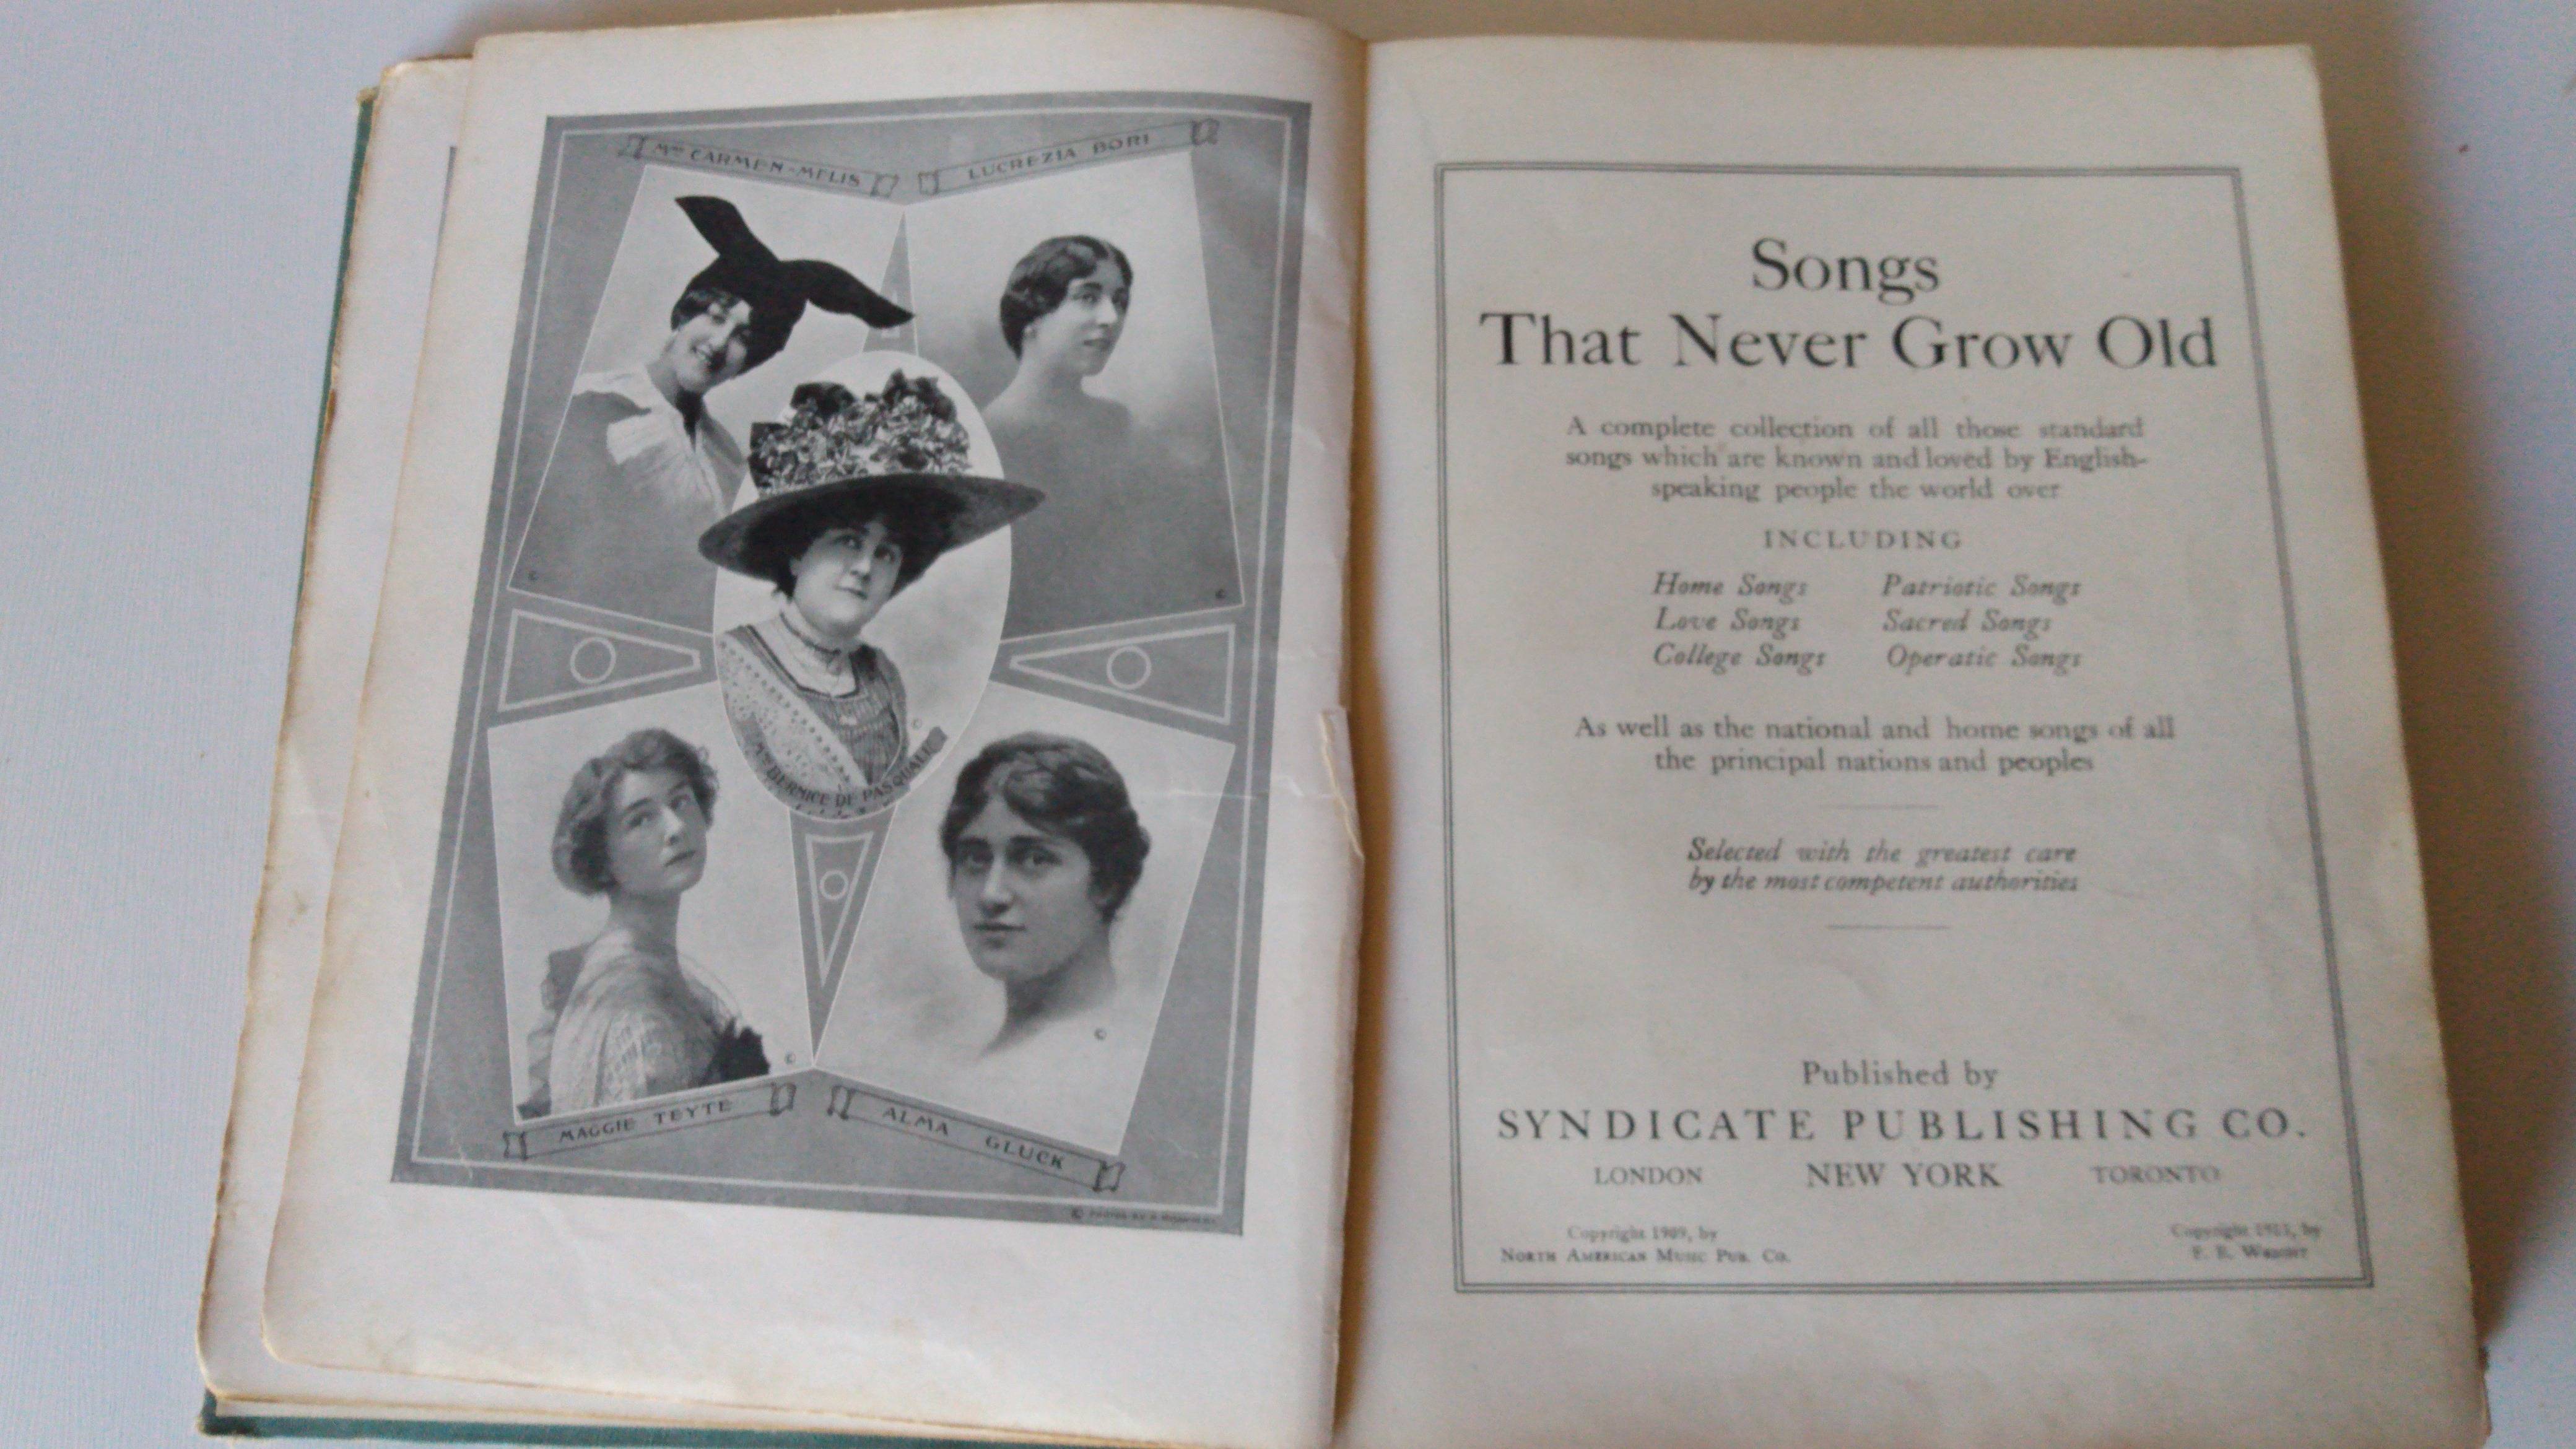 Mme CARMEN-MELIS
LUCREZIA BORI
Mme BERNICE DE PASQUALI
MAGGIE TEYTE
ALMA GLUCK
©
Songs
That Never Grow Old
A complete collection of all those standard
songs which are known and loved by English-
speaking people the world over
INCLUDING
Home Songs Patriotic Songs
Love Songs Sacred Songs
College Songs Operatic Songs
As well as the national and home songs of all
the principal nations and peoples
Selected with the greatest care
by the most competent authorities
Published by
SYNDICATE PUBLISHING CO.
LONDON NEW YORK TORONTO
Copyright 1909, by
NORTH AMERICAN MUSIC PUB. CO.
Copyright by
F. E.